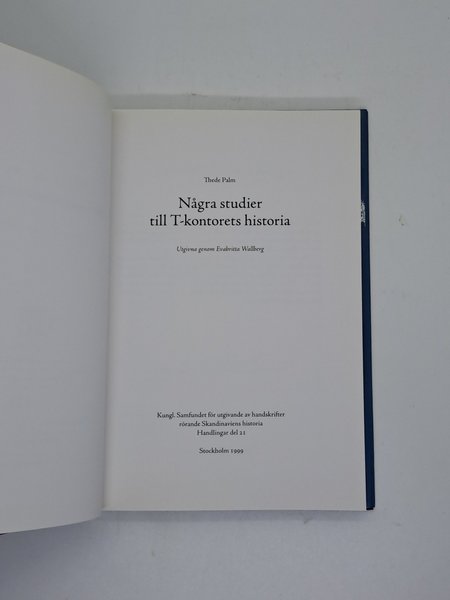 Thede Palm
Några studier
till T-kontorets historia
Utgivna genom Evabritta Wallberg
Kungl. Samfundet för utgivande av handskrifter
rörande Skandinaviens historia
Handlingar del 21
Stockholm 1999